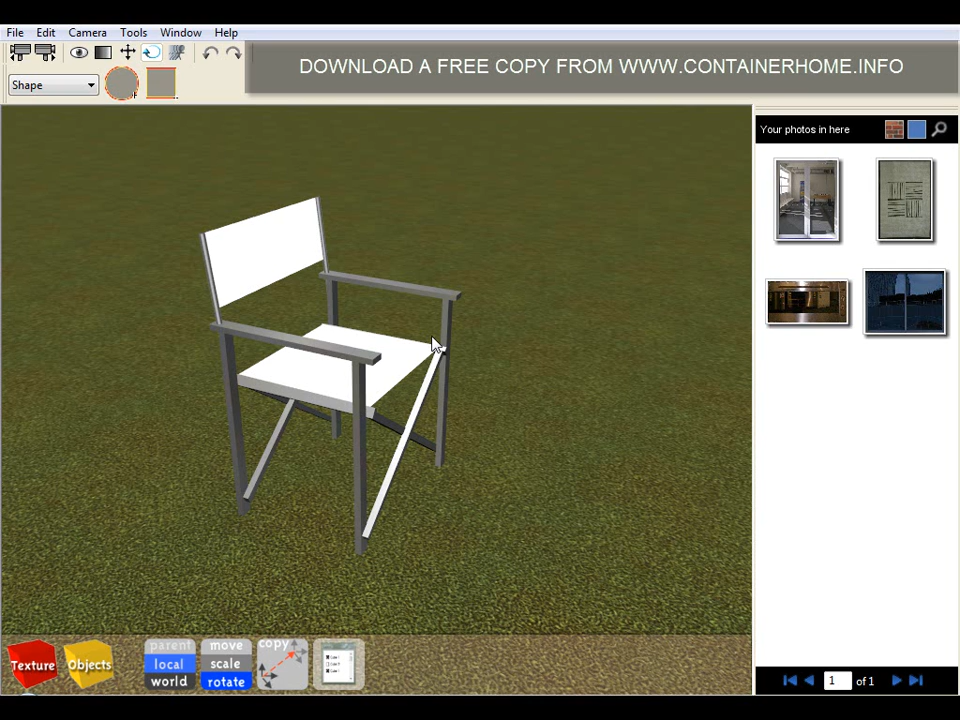 File Edit Camera Tools Window Help
DOWNLOAD A FREE COPY FROM WWW.CONTAINERHOME.INFO
Shape
Your photos in here
Texture
Objects
parent
local
world
move
scale
rotate
copy
1 of 1